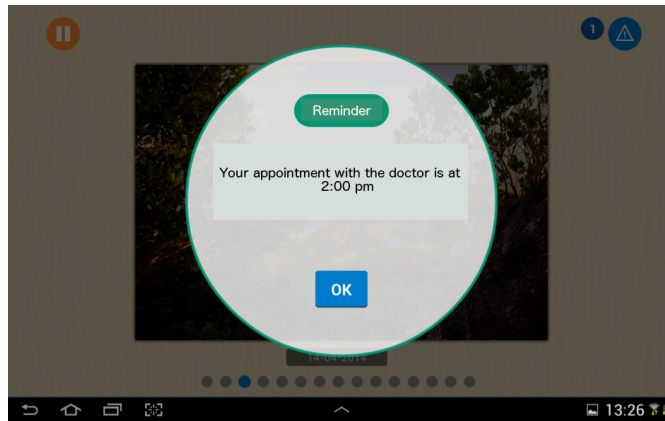 1
Reminder
Your appointment with the doctor is at
2:00 pm
OK
14-04-2014
13:26